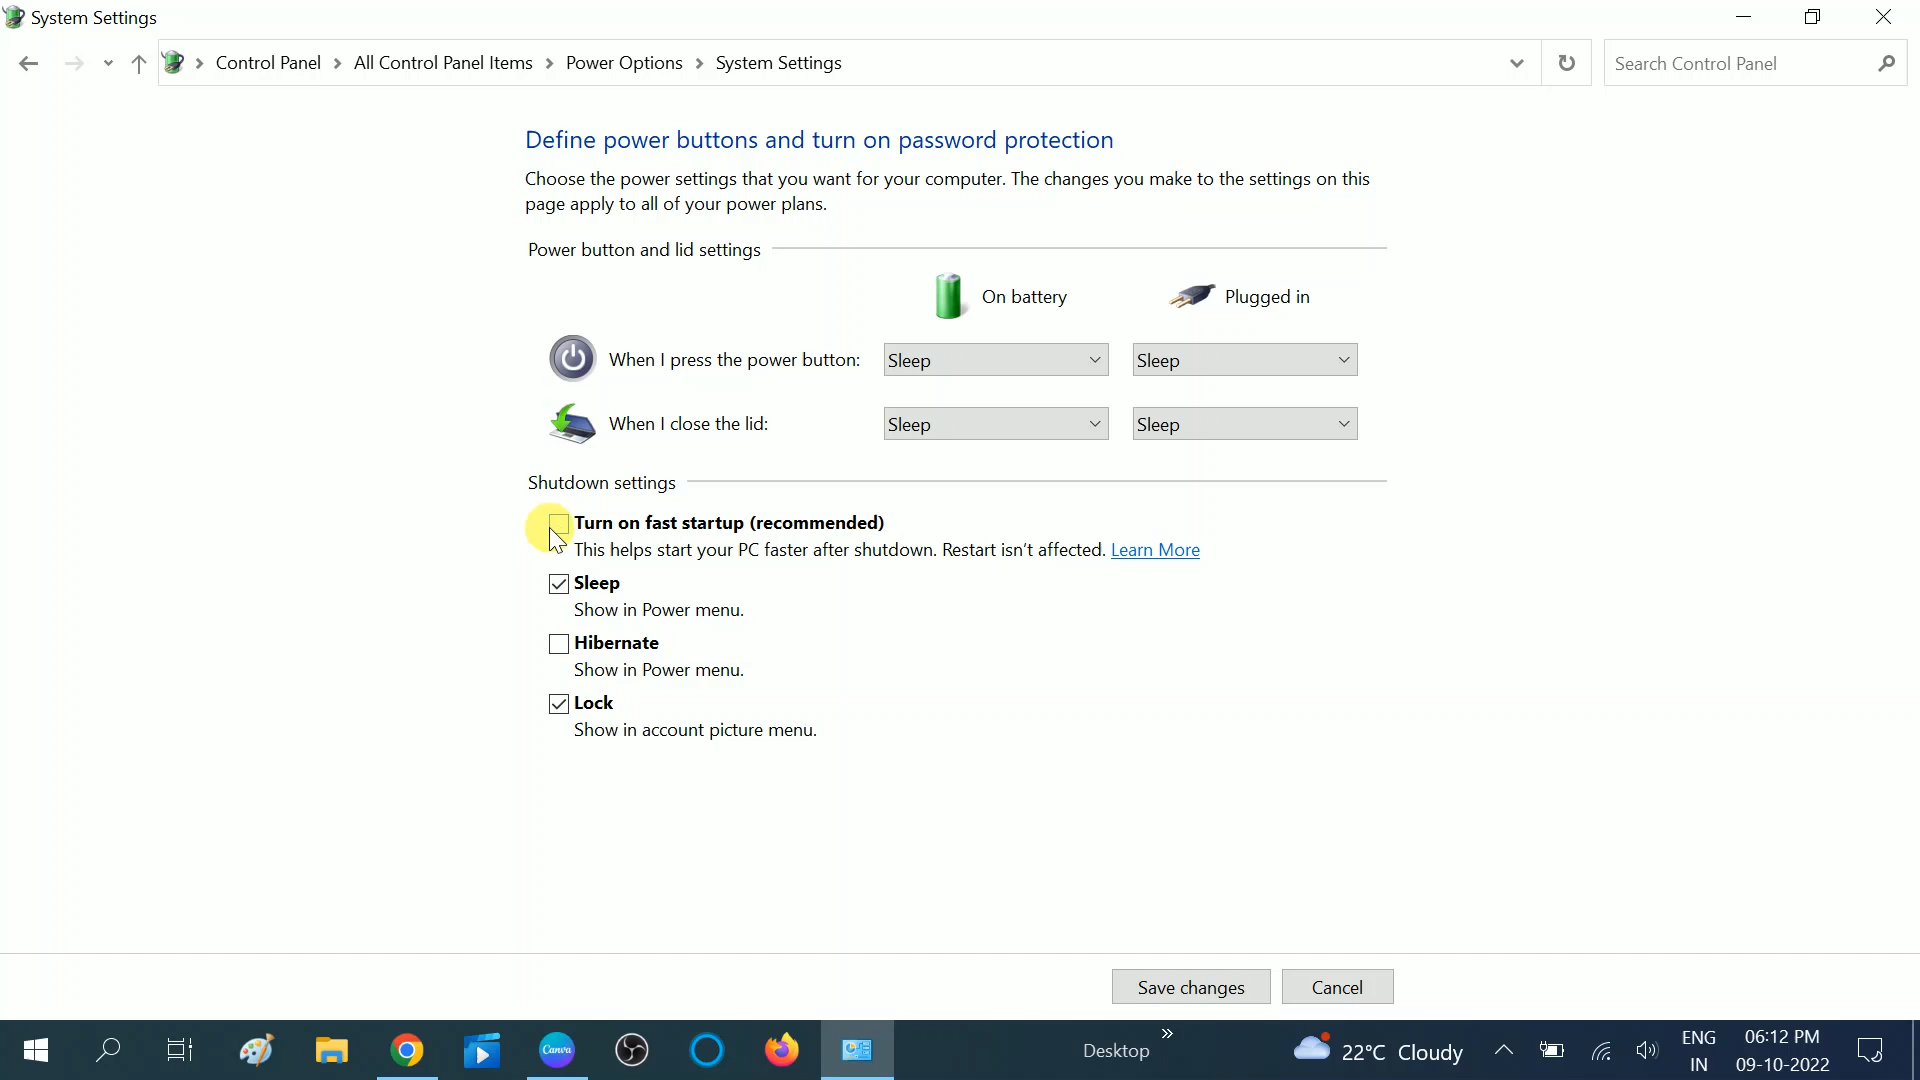 System Settings
Control Panel > All Control Panel Items > Power Options > System Settings
Search Control Panel
Define power buttons and turn on password protection
Choose the power settings that you want for your computer. The changes you make to the settings on this
page apply to all of your power plans.
Power button and lid settings
On battery Plugged in
When I press the power button: Sleep Sleep
When I close the lid: Sleep Sleep
Shutdown settings
Turn on fast startup (recommended)
This helps start your PC faster after shutdown. Restart isn't affected. Learn More
Sleep
Show in Power menu.
Hibernate
Show in Power menu.
Lock
Show in account picture menu.
Save changes Cancel
Canva
Desktop »
22°C Cloudy
ENG
IN
06:12 PM
09-10-2022